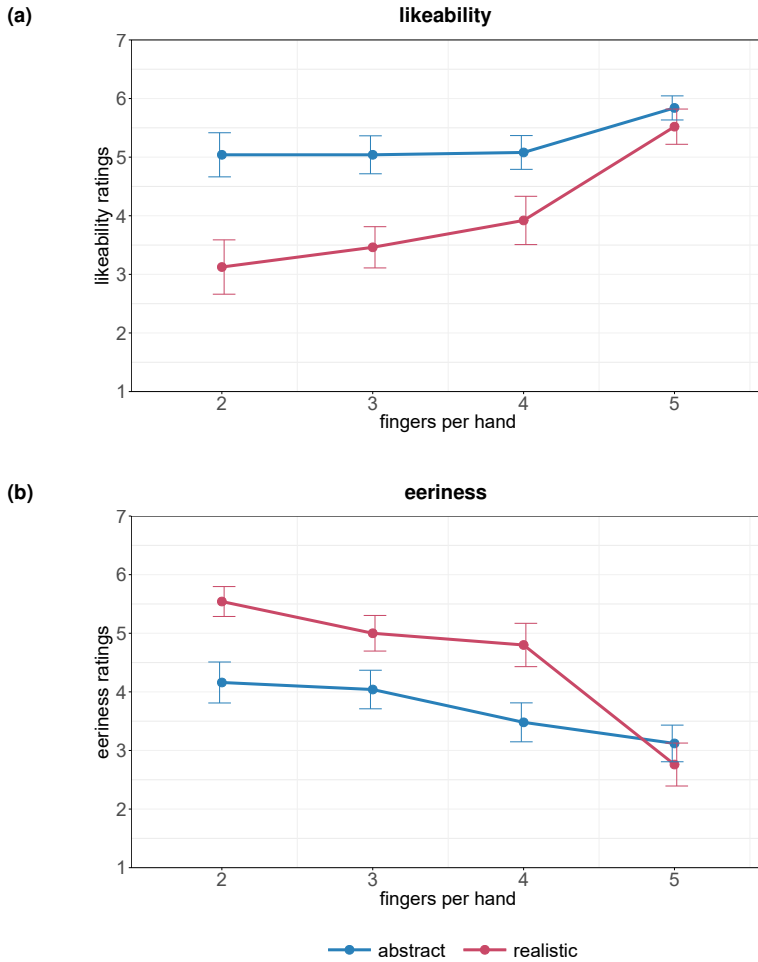 (a)
likeability
likeability ratings
7
6
5
4
3
2
1
2 3 4 5
fingers per hand
(b)
eeriness
eeriness ratings
7
6
5
4
3
2
1
2 3 4 5
fingers per hand
abstract realistic